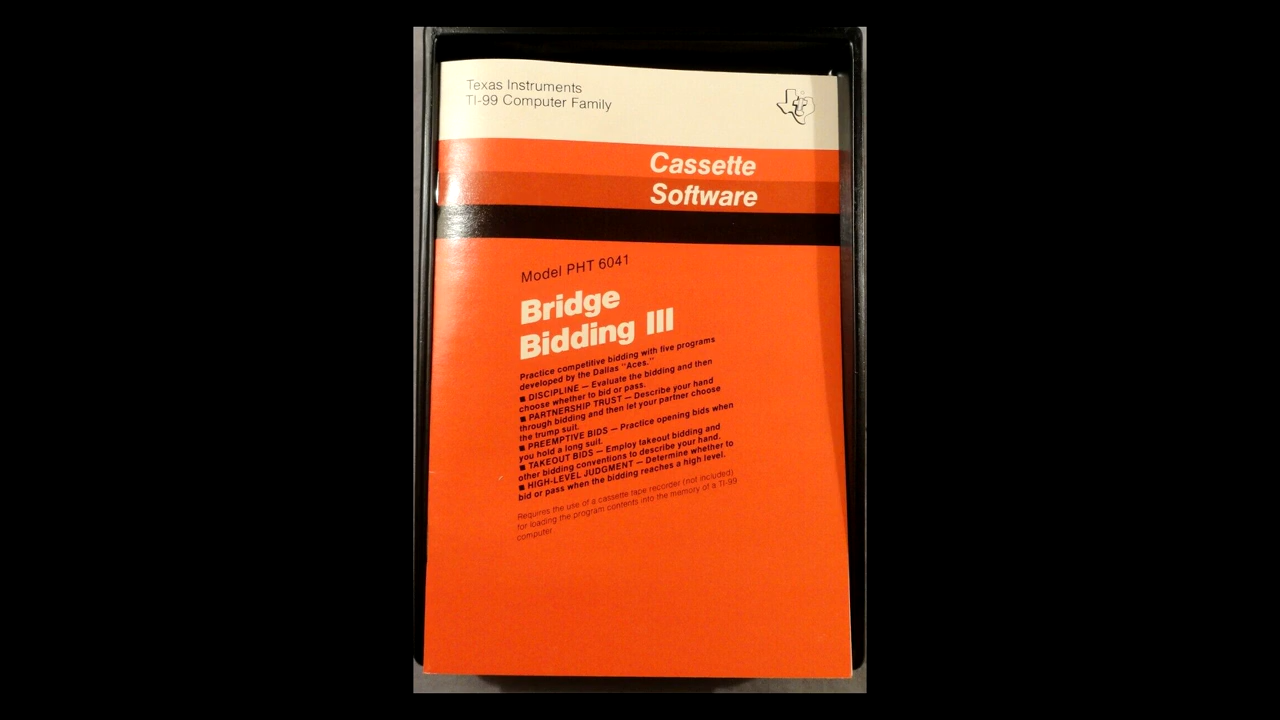 Texas Instruments
TI-99 Computer Family
Cassette
Software
Model PHT 6041
Bridge
Bidding III
Practice competitive bidding with five programs
developed by the Dallas "Aces."
■ DISCIPLINE — Evaluate the bidding and then
choose whether to bid or pass.
■ PARTNERSHIP TRUST — Describe your hand
through bidding and then let your partner choose
the trump suit.
■ PREEMPTIVE BIDS — Practice opening bids when
you hold a long suit.
■ TAKEOUT BIDS — Employ takeout bidding and
other bidding conventions to describe your hand.
■ HIGH-LEVEL JUDGMENT — Determine whether to
bid or pass when the bidding reaches a high level.
Requires the use of a cassette tape recorder (not included)
for loading the program contents into the memory of a TI-99
computer.